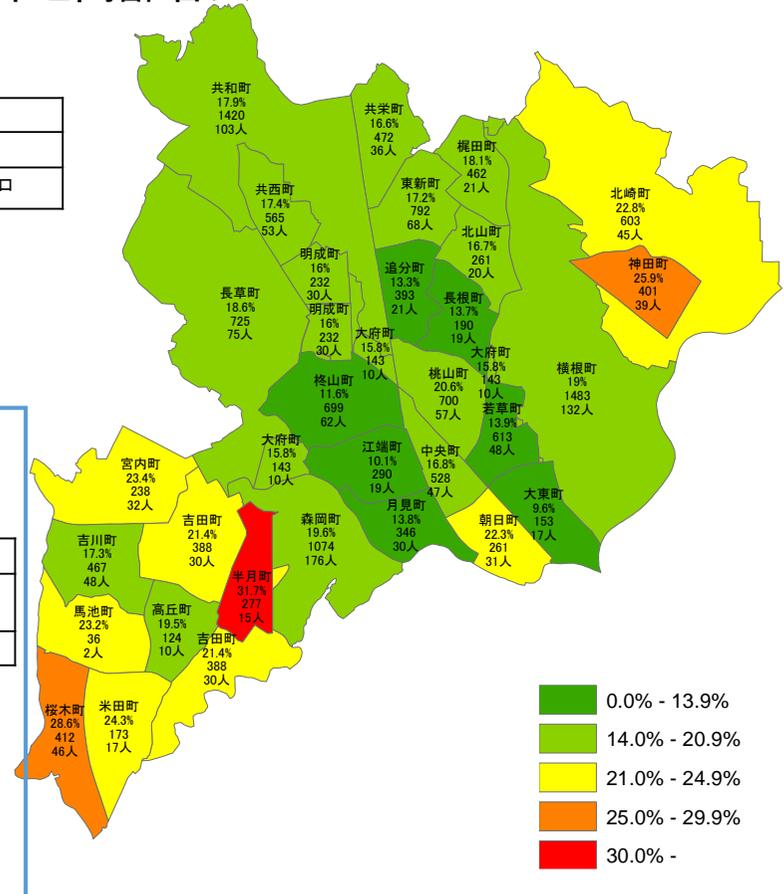 共和町
17.9%
1420
103人
共栄町
16.6%
472
36人
梶田町
18.1%
462
21人
東新町
17.2%
792
68人
共西町
17.4%
565
53人
北崎町
22.8%
603
45人
北山町
16.7%
261
20人
神田町
25.9%
401
39人
明成町
16%
232
30人
追分町
13.3%
393
21人
長草町
18.6%
725
75人
長根町
13.7%
190
19人
明成町
16%
232
30人
大府町
15.8%
143
10人
大府町
15.8%
143
10人
横根町
19%
1483
132人
柊山町
11.6%
699
62人
桃山町
20.6%
700
57人
若草町
13.9%
613
48人
大府町
15.8%
143
10人
江端町
10.1%
290
19人
中央町
16.8%
528
47人
宮内町
23.4%
238
32人
大東町
9.6%
153
17人
月見町
13.8%
346
30人
吉田町
21.4%
388
30人
森岡町
19.6%
1074
176人
朝日町
22.3%
261
31人
吉川町
17.3%
467
48人
半月町
31.7%
277
15人
馬池町
23.2%
36
2人
高丘町
19.5%
124
10人
吉田町
21.4%
388
30人
桜木町
28.6%
412
46人
米田町
24.3%
173
17人
0.0% - 13.9%
14.0% - 20.9%
21.0% - 24.9%
25.0% - 29.9%
30.0% -